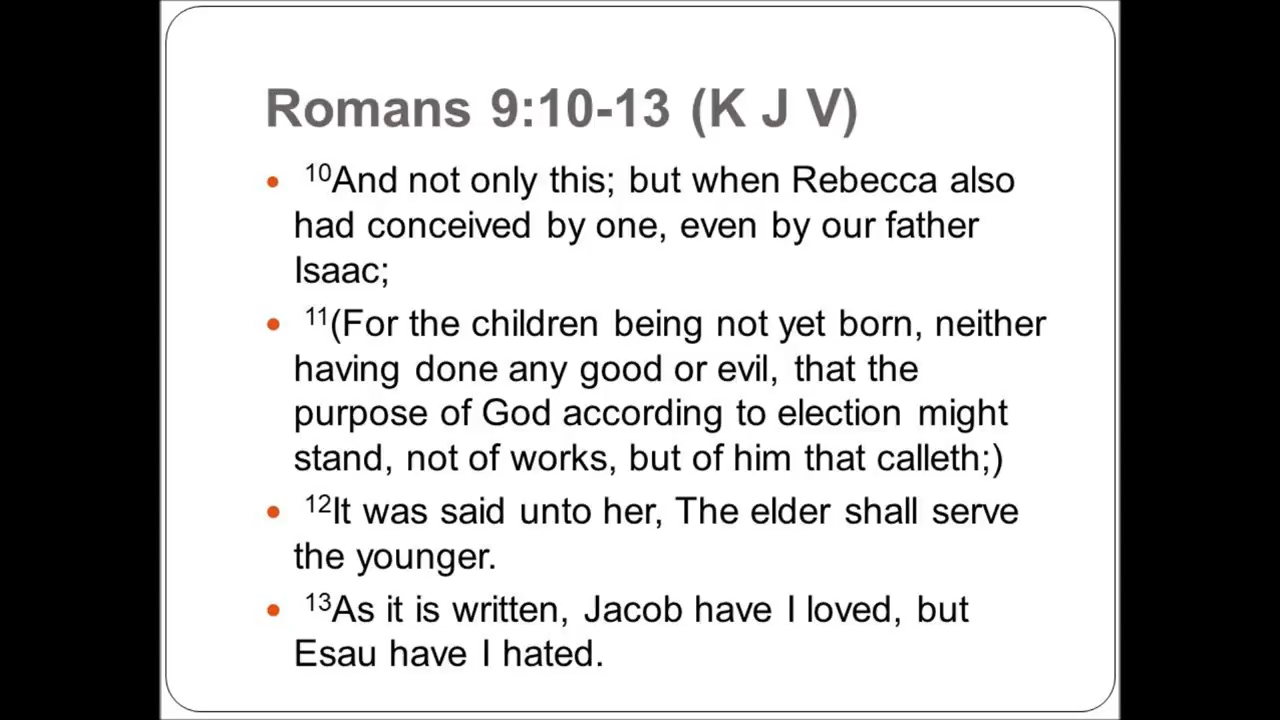 Romans 9:10-13 (K J V)
• ¹⁰And not only this; but when Rebecca also
had conceived by one, even by our father
Isaac;
• ¹¹(For the children being not yet born, neither
having done any good or evil, that the
purpose of God according to election might
stand, not of works, but of him that calleth;)
• ¹²It was said unto her, The elder shall serve
the younger.
• ¹³As it is written, Jacob have I loved, but
Esau have I hated.